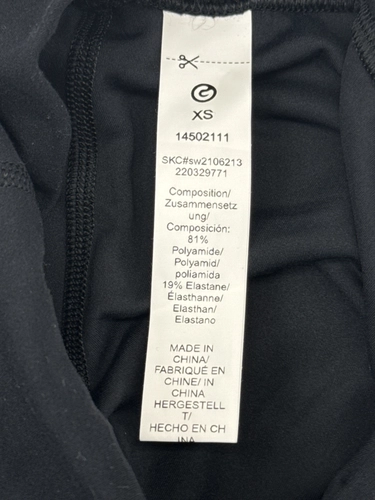 XS
14502111
SKC#sw2106213
220329771
Composition/
Zusammensetz
ung/
Composición:
81%
Polyamide/
Polyamid/
poliamida
19% Elastane/
Élasthanne/
Elasthan/
Elastano
MADE IN
CHINA/
FABRIQUÉ EN
CHINE/ IN
CHINA
HERGESTELL
T/
HECHO EN CH
INA